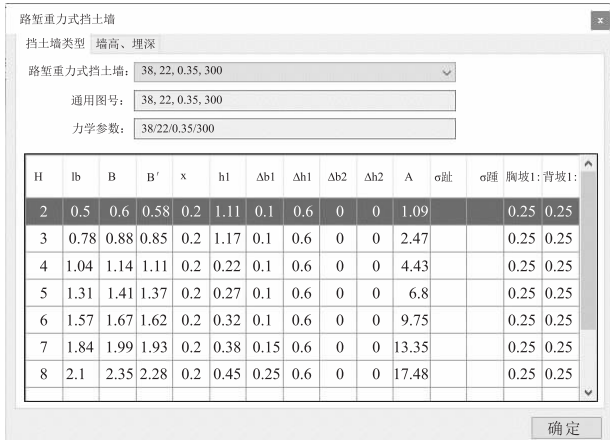 路堑重力式挡土墙 x
挡土墙类型 墙高、埋深
路堑重力式挡土墙: 38, 22, 0.35, 300
通用图号: 38, 22, 0.35, 300
力学参数: 38/22/0.35/300
H lb B B′ x h1 Δb1 Δh1 Δb2 Δh2 A σ趾 σ踵 胸坡1: 背坡1:
2 0.5 0.6 0.58 0.2 1.11 0.1 0.6 0 0 1.09 0.25 0.25
3 0.78 0.88 0.85 0.2 1.17 0.1 0.6 0 0 2.47 0.25 0.25
4 1.04 1.14 1.11 0.2 0.22 0.1 0.6 0 0 4.43 0.25 0.25
5 1.31 1.41 1.37 0.2 0.27 0.1 0.6 0 0 6.8 0.25 0.25
6 1.57 1.67 1.62 0.2 0.32 0.1 0.6 0 0 9.75 0.25 0.25
7 1.84 1.99 1.93 0.2 0.38 0.15 0.6 0 0 13.35 0.25 0.25
8 2.1 2.35 2.28 0.2 0.45 0.25 0.6 0 0 17.48 0.25 0.25
确定